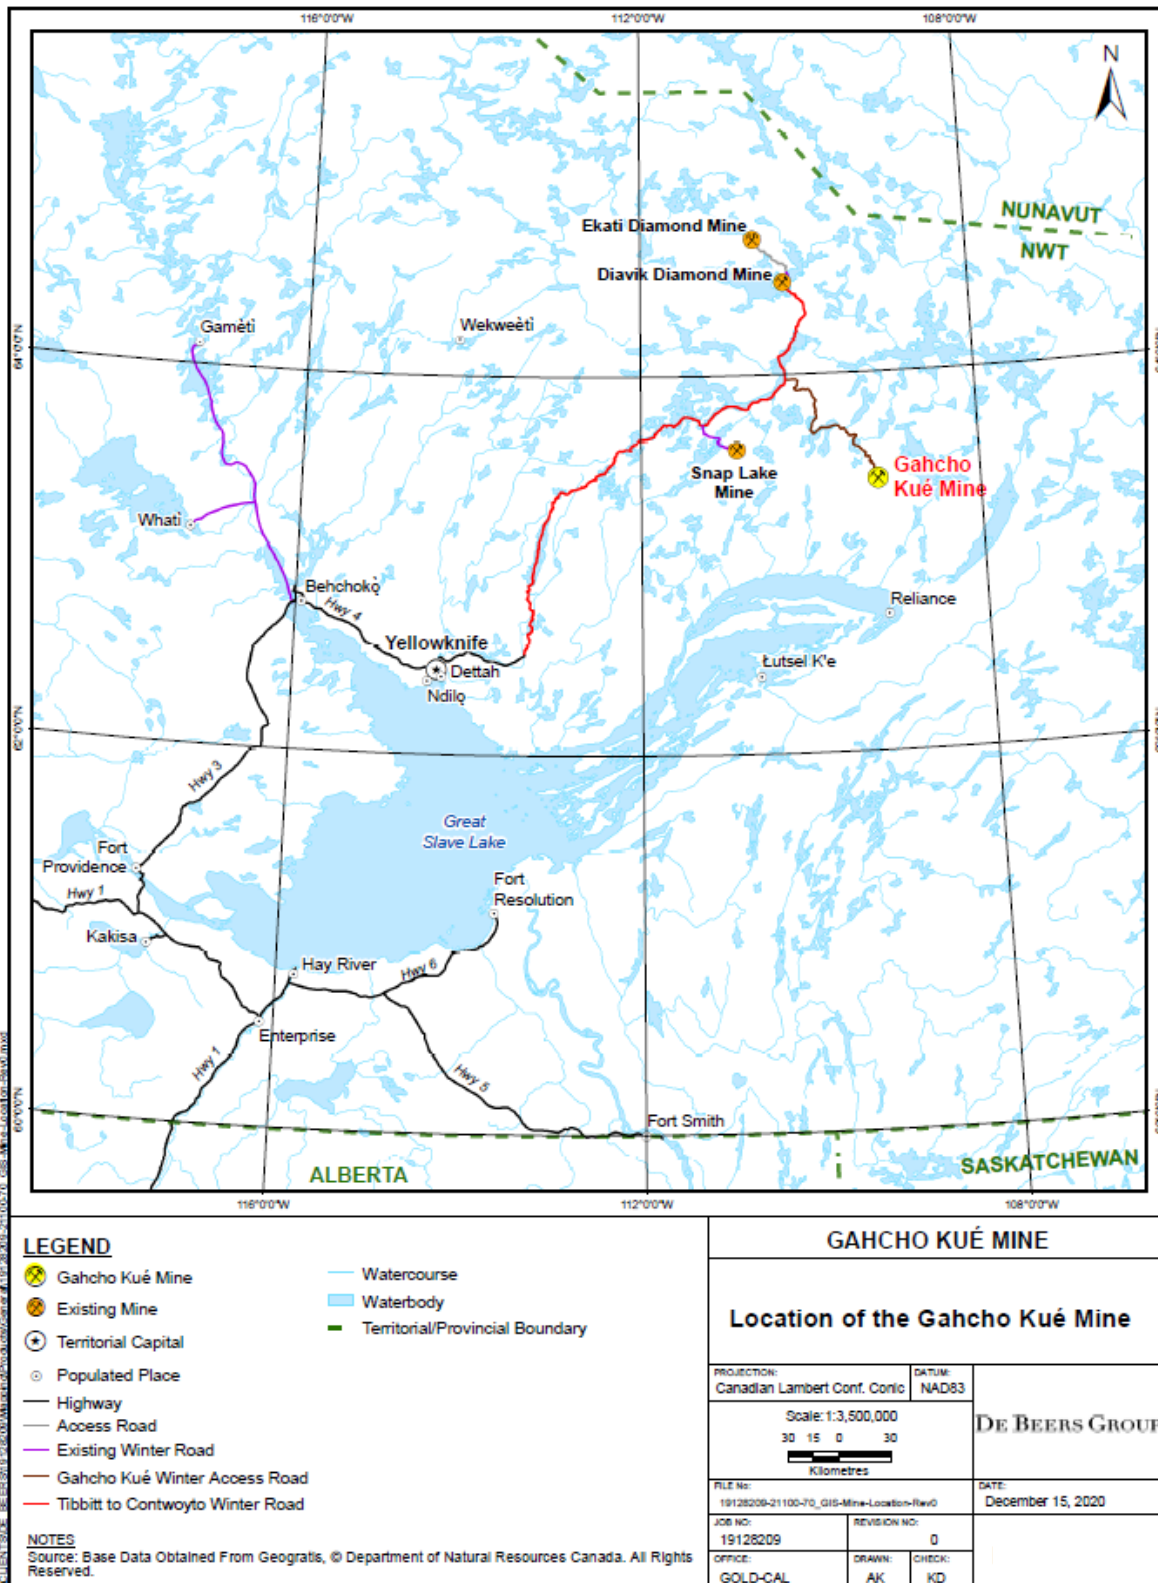 116°0'0"W
112°0'0"W
108°0'0"W
N
NUNAVUT
NWT
Ekati Diamond Mine
Diavik Diamond Mine
Gamètì
Wekweètì
64°0'0"N
Snap Lake
Mine
Gahcho
Kué Mine
Whatì
Behchokǫ̀
Hwy 4
Reliance
Yellowknife
Dettah
Ndilǫ
Łutsel K'e
62°0'0"N
Hwy 3
Great
Slave Lake
Fort
Providence
Hwy 1
Fort
Resolution
Kakisa
Hay River
Hwy 6
Enterprise
Hwy 1
Hwy 5
60°0'0"N
Fort Smith
ALBERTA
SASKATCHEWAN
116°0'0"W
112°0'0"W
108°0'0"W
LEGEND
Gahcho Kué Mine
Existing Mine
Territorial Capital
Populated Place
Highway
Access Road
Existing Winter Road
Gahcho Kué Winter Access Road
Tibbitt to Contwoyto Winter Road
Watercourse
Waterbody
Territorial/Provincial Boundary
NOTES
Source: Base Data Obtained From Geogratis, © Department of Natural Resources Canada. All Rights
Reserved.
GAHCHO KUÉ MINE
Location of the Gahcho Kué Mine
PROJECTION:
Canadian Lambert Conf. Conic
DATUM:
NAD83
Scale: 1:3,500,000
30 15 0 30
Kilometres
DE BEERS GROUP
FILE No:
19128209-21100-70_GIS-Mine-Location-Rev0
DATE:
December 15, 2020
JOB NO:
19128209
REVISION NO:
0
OFFICE:
GOLD-CAL
DRAWN:
AK
CHECK:
KD